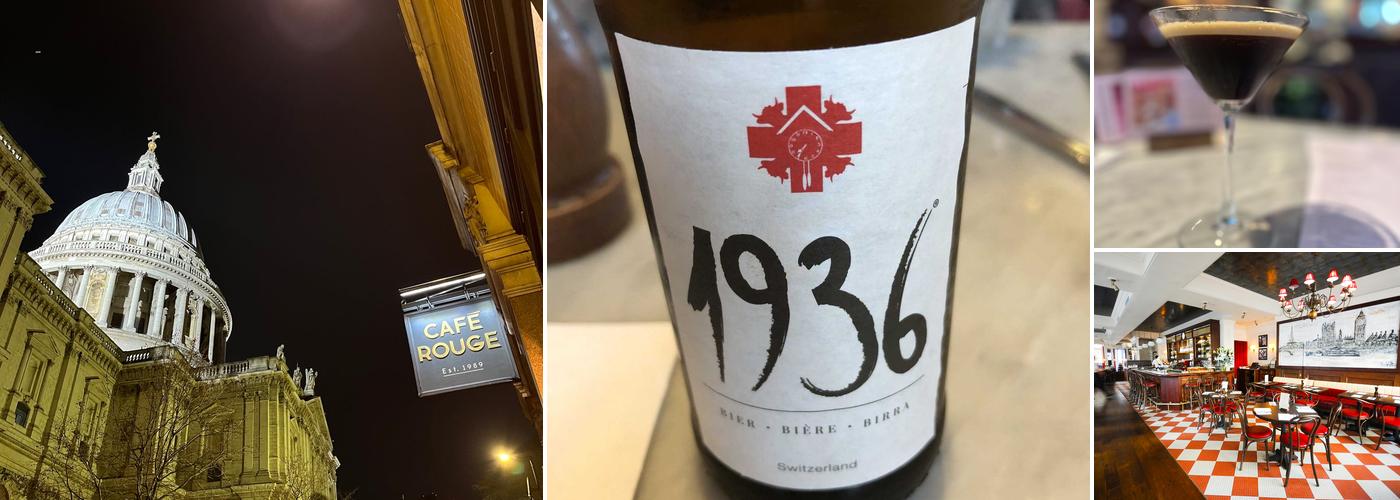 CAFÉ
ROUGE
Est. 1989
1936®
BIER · BIÈRE · BIRRA
Switzerland